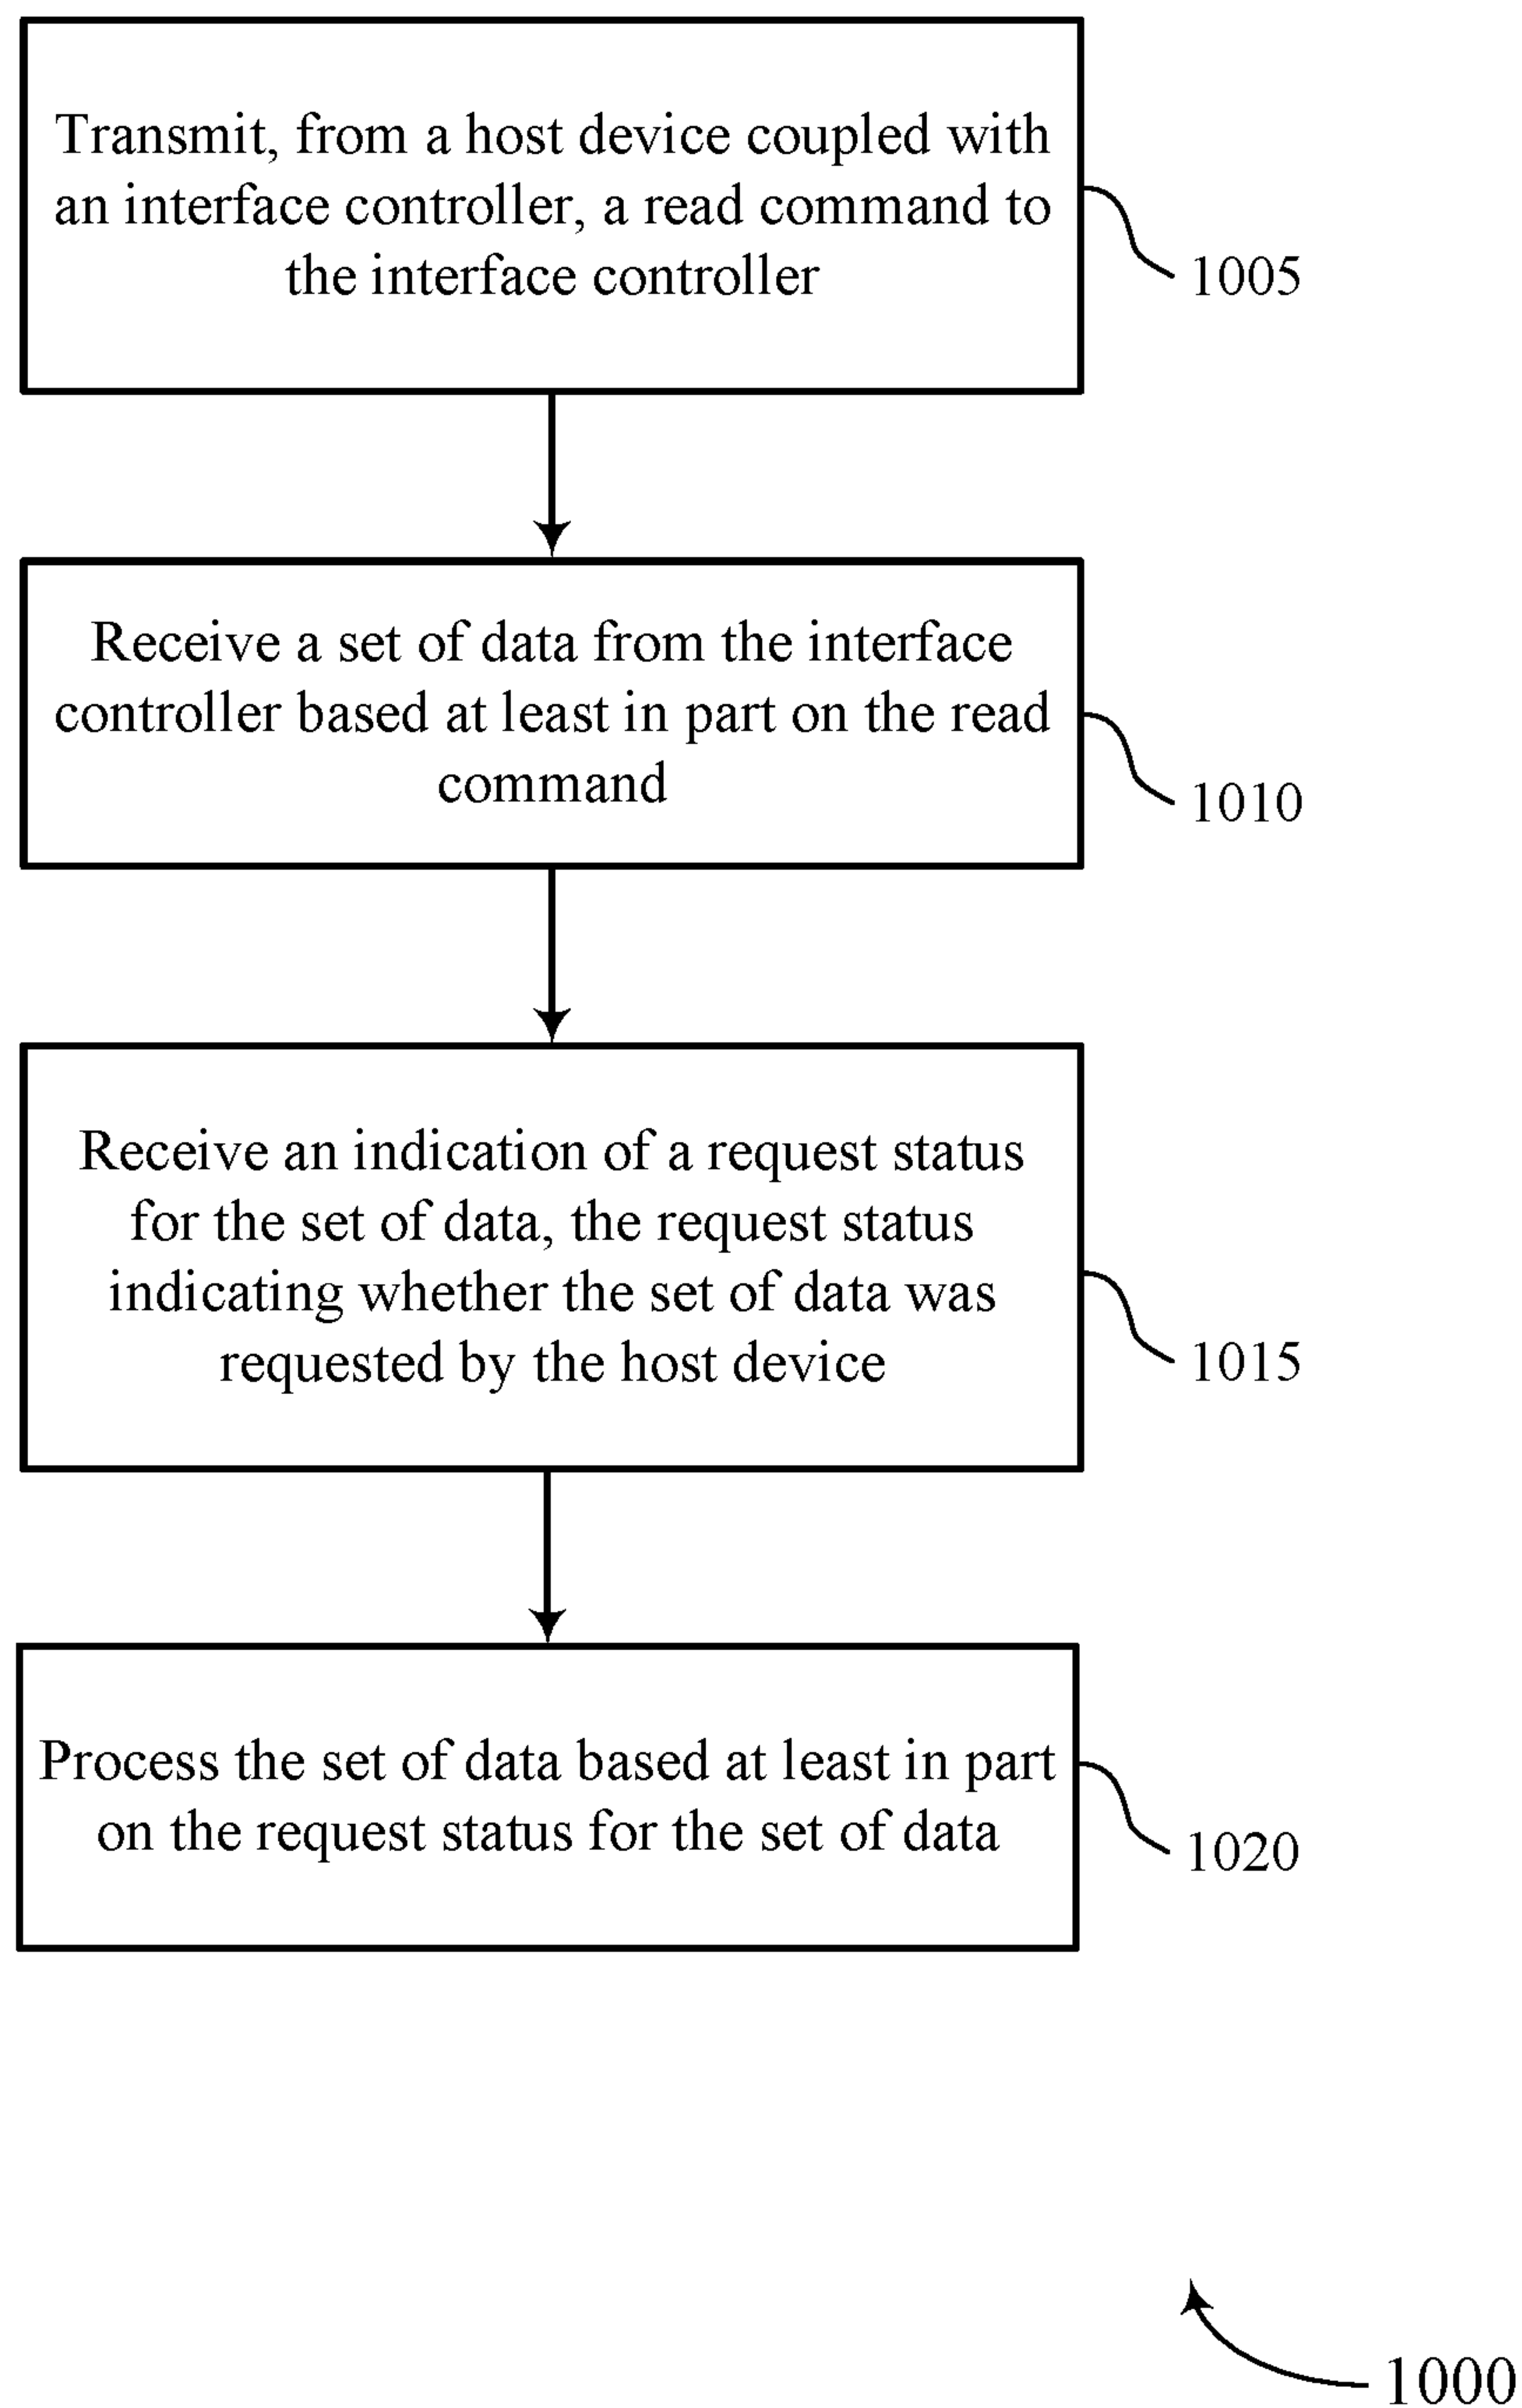 Transmit, from a host device coupled with
an interface controller, a read command to
the interface controller
1005
Receive a set of data from the interface
controller based at least in part on the read
command
1010
Receive an indication of a request status
for the set of data, the request status
indicating whether the set of data was
requested by the host device
1015
Process the set of data based at least in part
on the request status for the set of data
1020
1000